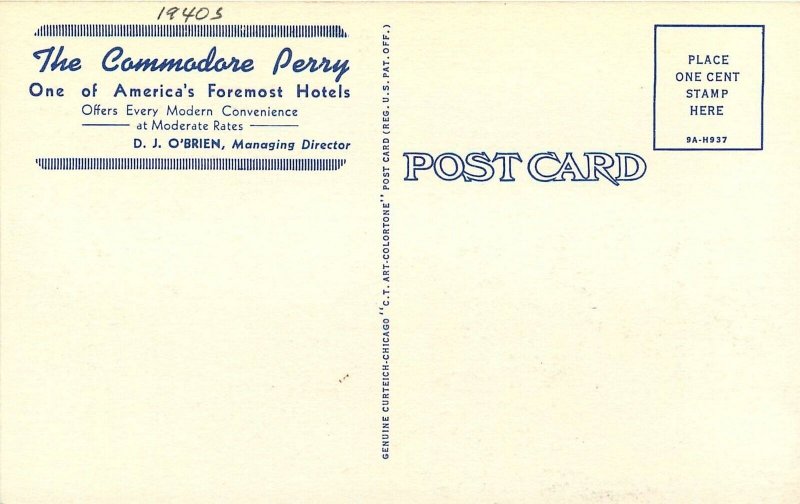 1940s
The Commodore Perry
One of America's Foremost Hotels
Offers Every Modern Convenience
at Moderate Rates
D. J. O'BRIEN, Managing Director
GENUINE CURTEICH-CHICAGO "C.T. ART-COLORTONE" POST CARD (REG. U.S. PAT. OFF.)
POST CARD
PLACE
ONE CENT
STAMP
HERE
9A-H937